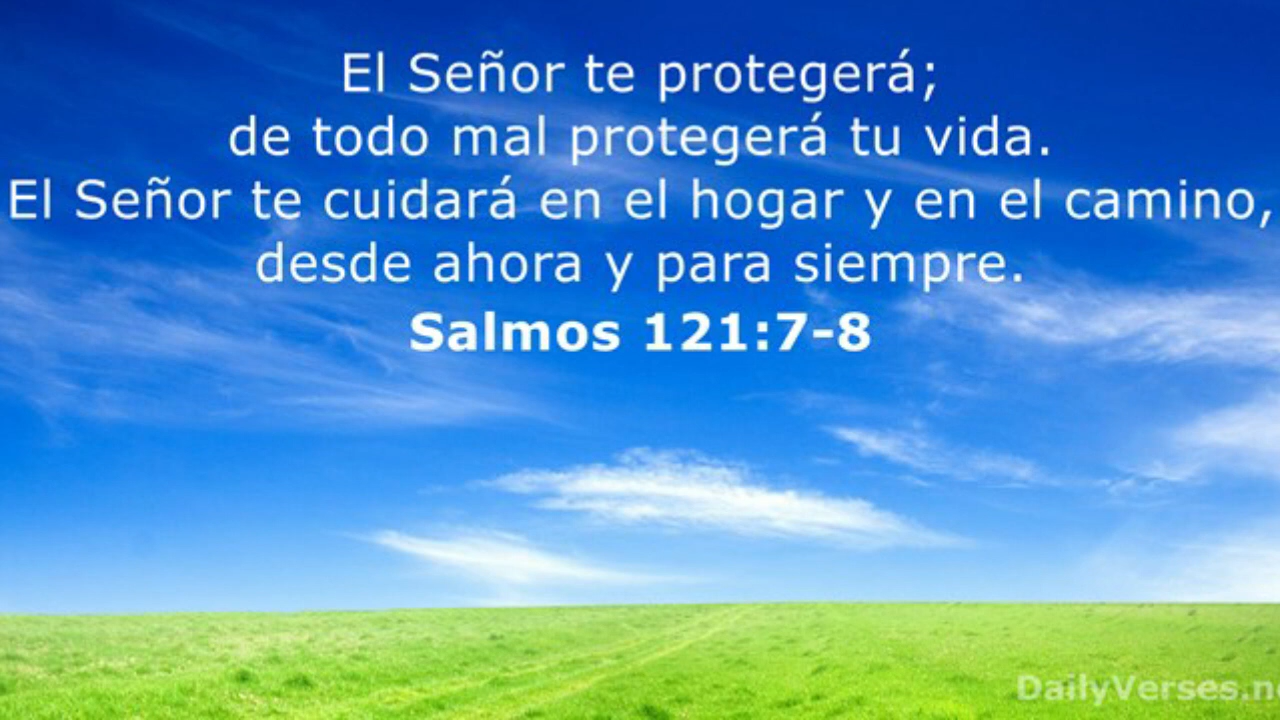 El Señor te protegerá;
de todo mal protegerá tu vida.
El Señor te cuidará en el hogar y en el camino,
desde ahora y para siempre.
Salmos 121:7-8
DailyVerses.n